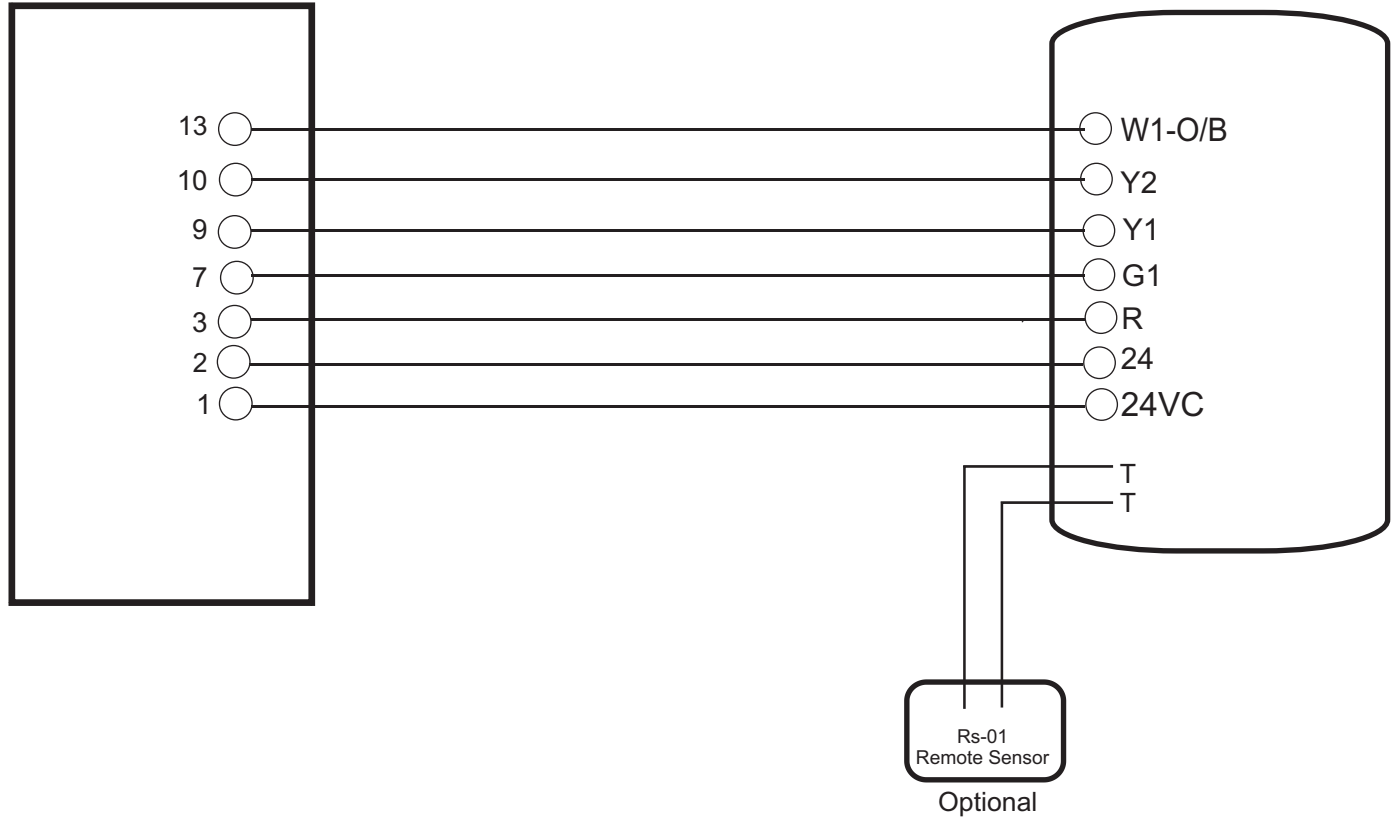 13 W1-O/B
10 Y2
9 Y1
7 G1
3 R
2 24
1 24VC
T
T
Rs-01
Remote Sensor
Optional